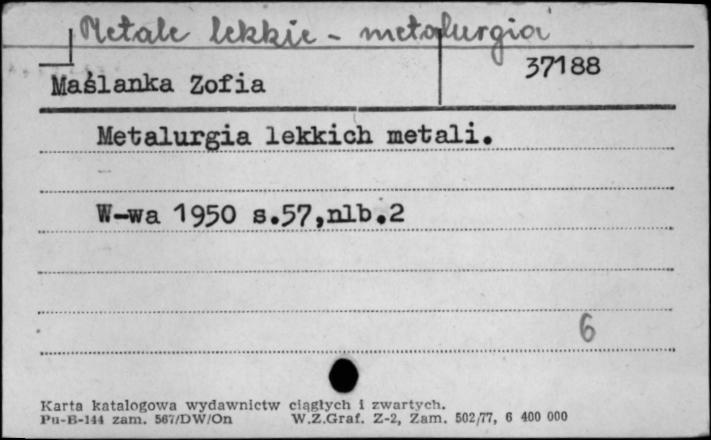 Metale lekkie - metalurgia
37188
Maślanka Zofia
Metalurgia lekkich metali.
W-wa 1950 s.57,nlb.2
6
Karta katalogowa wydawnictw ciągłych i zwartych.
Pu-B-144 zam. 567/DW/On W.Z.Graf. Z-2, Zam. 502/77, 6 400 000